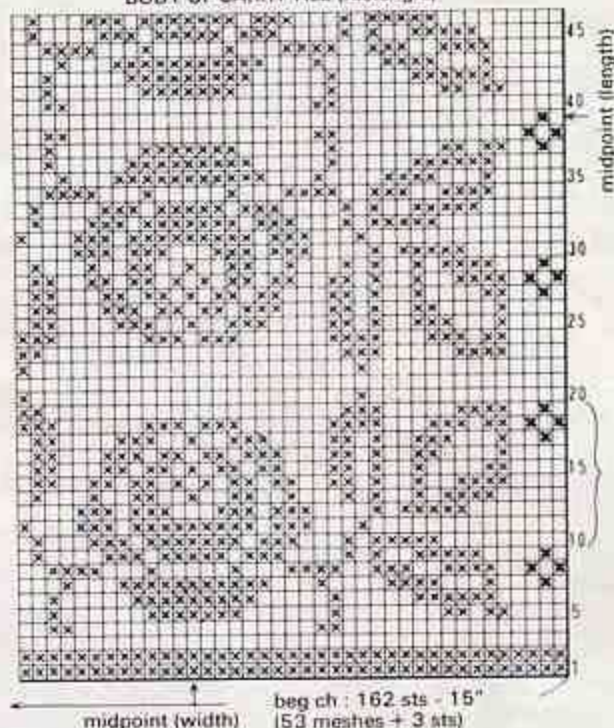 45
40
midpoint (length)
35
30
25
20
15
10
5
1
beg ch : 162 sts - 15"
midpoint (width)
(53 meshes + 3 sts)